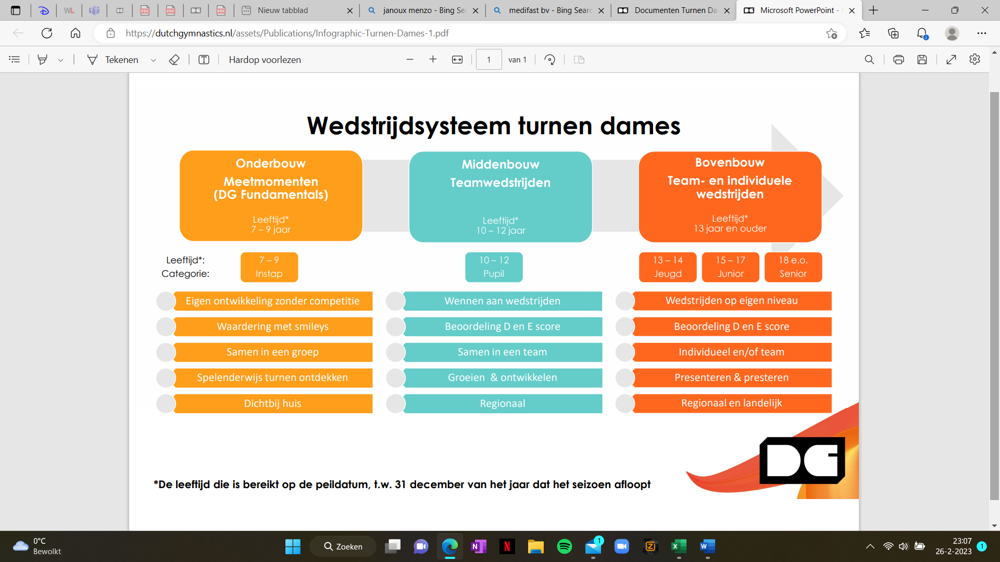 WL
PDF
PDF
PDF
Nieuw tabblad
janoux menzo - Bing Sea
medifast bv - Bing Searc
Documenten Turnen Da
Microsoft PowerPoint -
https://dutchgymnastics.nl/assets/Publications/Infographic-Turnen-Dames-1.pdf
Tekenen
Hardop voorlezen
1
van 1
Wedstrijdsysteem turnen dames
Onderbouw
Meetmomenten
(DG Fundamentals)
Leeftijd*
7 – 9 jaar
Middenbouw
Teamwedstrijden
Leeftijd*
10 – 12 jaar
Bovenbouw
Team- en individuele
wedstrijden
Leeftijd*
13 jaar en ouder
Leeftijd*:
Categorie:
7 – 9
Instap
10 – 12
Pupil
13 – 14
Jeugd
15 – 17
Junior
18 e.o.
Senior
Eigen ontwikkeling zonder competitie
Waardering met smileys
Samen in een groep
Spelenderwijs turnen ontdekken
Dichtbij huis
Wennen aan wedstrijden
Beoordeling D en E score
Samen in een team
Groeien & ontwikkelen
Regionaal
Wedstrijden op eigen niveau
Beoordeling D en E score
Individueel en/of team
Presenteren & presteren
Regionaal en landelijk
DG
*De leeftijd die is bereikt op de peildatum, t.w. 31 december van het jaar dat het seizoen afloopt
0°C
Bewolkt
Zoeken
N
N
1
Z
X
W
23:07
26-2-2023
1